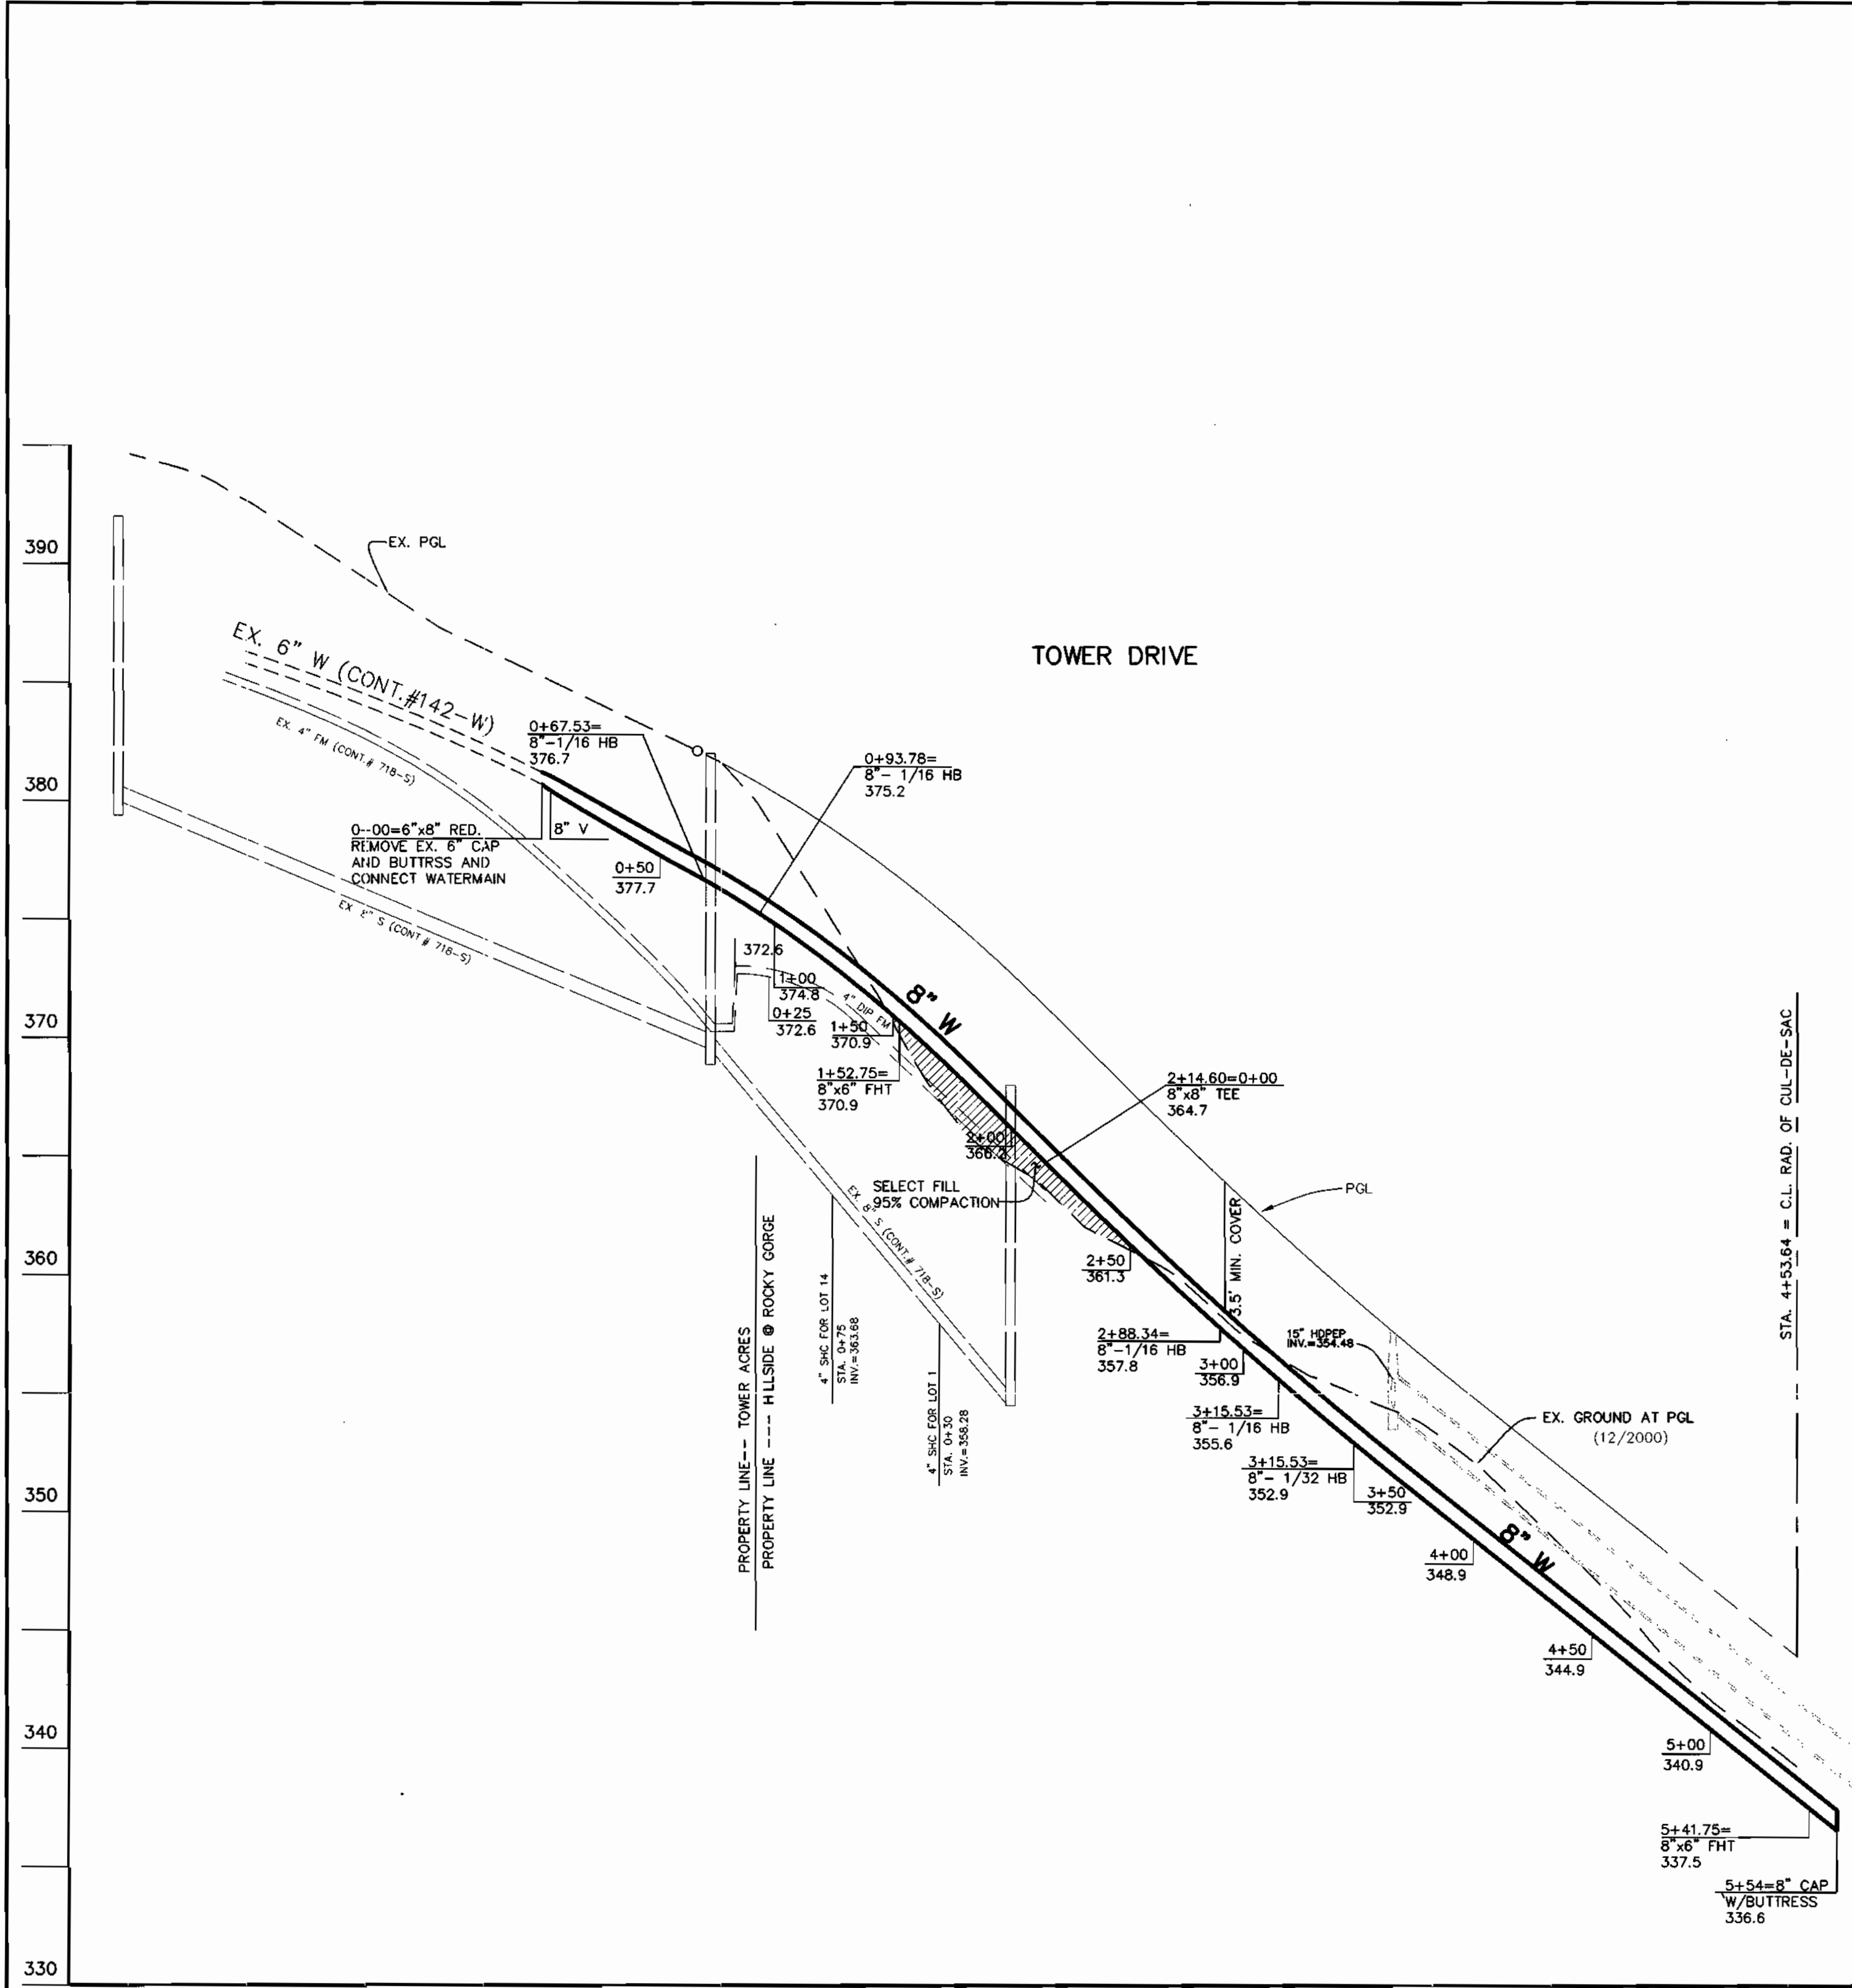 390
380
370
360
350
340
330
EX. PGL
EX. 6" W (CONT.#142-W)
EX. 4" FM (CONT.# 718-S)
TOWER DRIVE
0+67.53=
8"-1/16 HB
376.7
0+93.78=
8"- 1/16 HB
375.2
0--00=6"x8" RED.
REMOVE EX. 6" CAP
AND BUTTRSS AND
CONNECT WATERMAIN
8" V
0+50
377.7
EX 8" S (CONT # 718-S)
372.6
1+00
374.8
0+25
372.6
4" DIP FM
8" W
1+50
370.9
1+52.75=
8"x6" FHT
370.9
2+14.60=0+00
8"x8" TEE
364.7
2+00
366.2
SELECT FILL
95% COMPACTION
EX. 8" S (CONT.# 718-S)
PGL
3.5' MIN. COVER
STA. 4+53.64 = C.L. RAD. OF CUL-DE-SAC
2+50
361.3
PROPERTY LINE-- TOWER ACRES
PROPERTY LINE ---- HLLSIDE @ ROCKY GORGE
4" SHC FOR LOT 14
STA. 0+75
INV.=363.68
4" SHC FOR LOT 1
STA. 0+30
INV.=358.28
2+88.34=
8"-1/16 HB
357.8
15" HDPEP
INV.=354.48
3+00
356.9
3+15.53=
8"- 1/16 HB
355.6
EX. GROUND AT PGL
(12/2000)
3+15.53=
8"- 1/32 HB
352.9
3+50
352.9
8" W
4+00
348.9
4+50
344.9
5+00
340.9
5+41.75=
8"x6" FHT
337.5
5+54=8" CAP
W/BUTTRESS
336.6